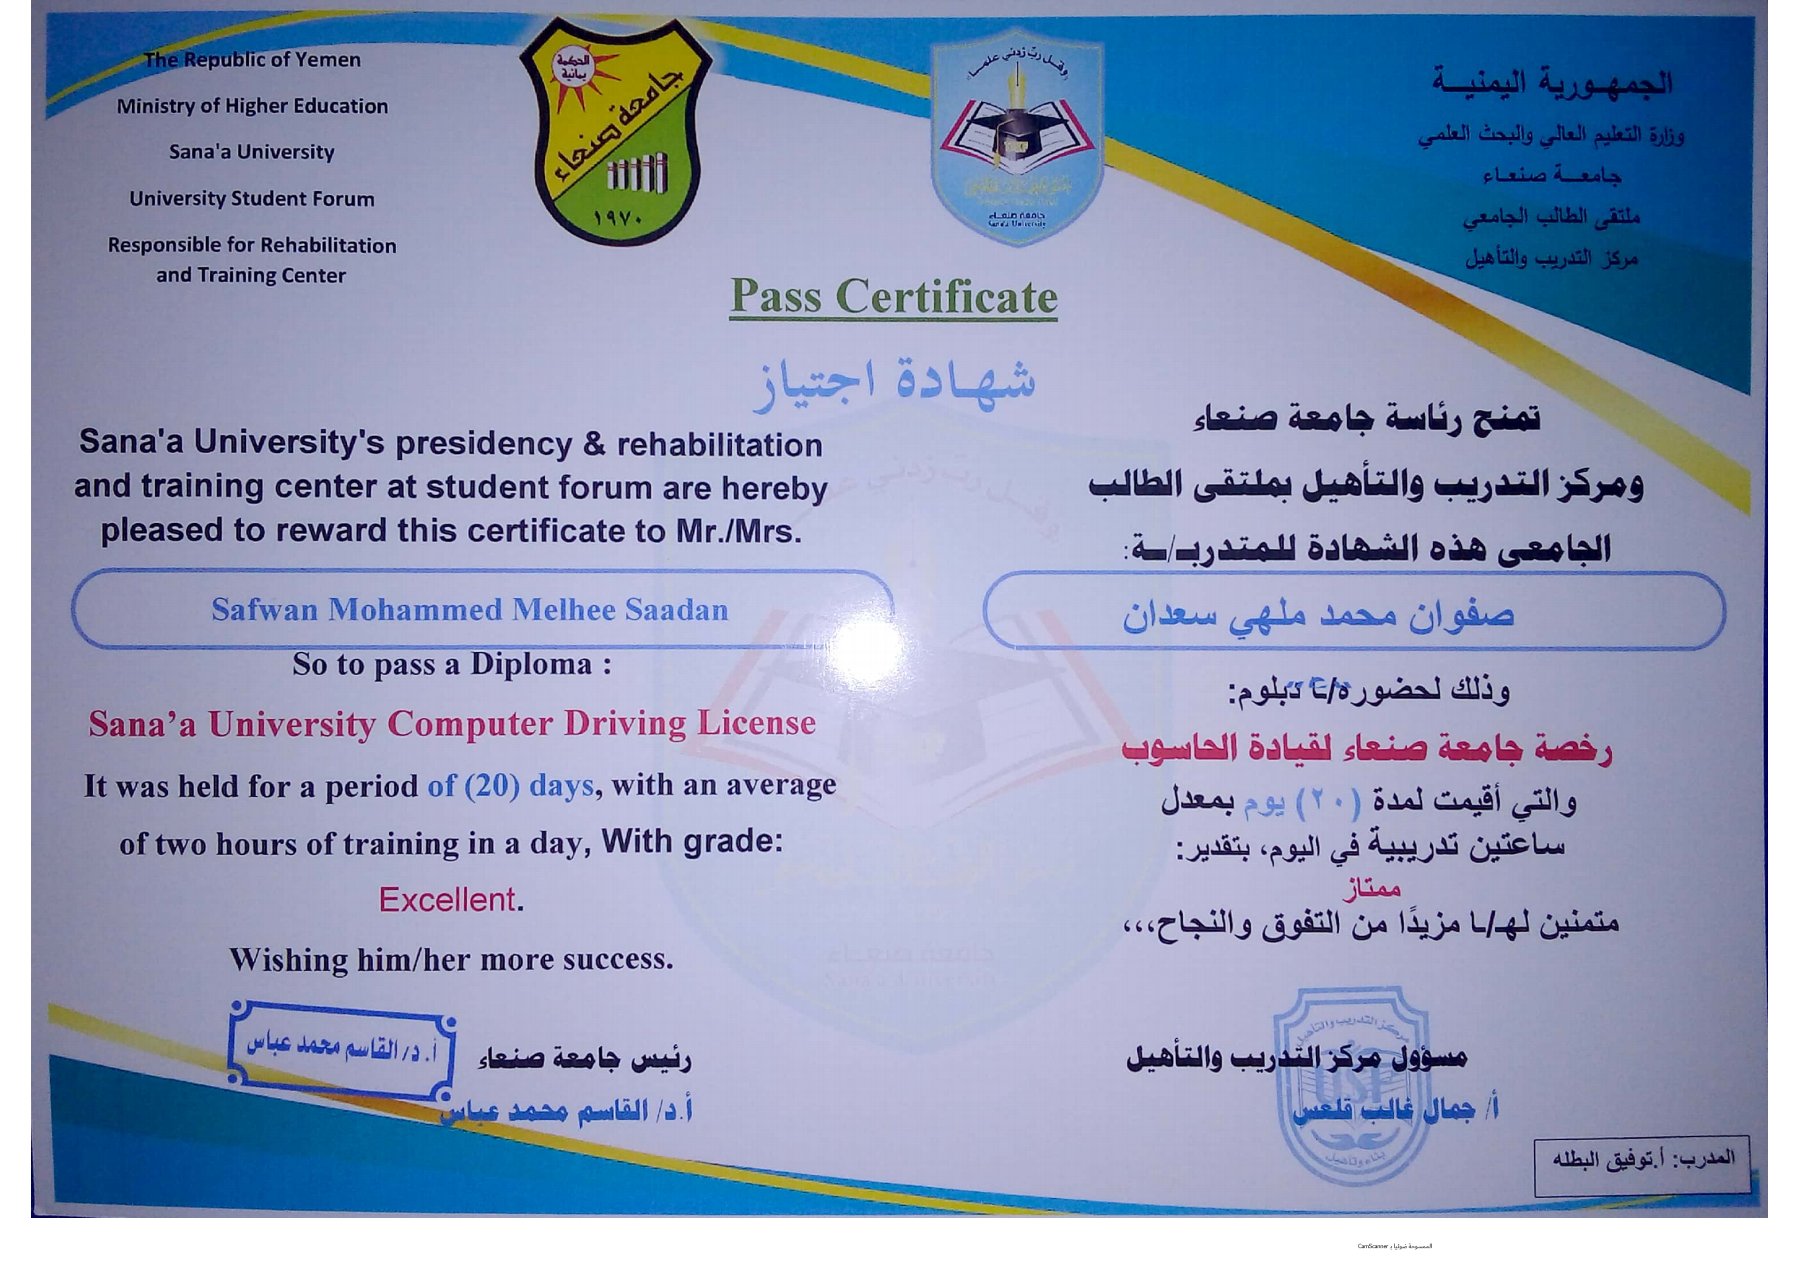 The Republic of Yemen
Ministry of Higher Education
Sana'a University
University Student Forum
Responsible for Rehabilitation
and Training Center
الحكمة
يمانية
جامعة صنعاء
١٩٧٠
وقل رب زدني علما
جامعة صنعاء
Sana'a University
الجمهورية اليمنية
وزارة التعليم العالي والبحث العلمي
جامعة صنعاء
ملتقى الطالب الجامعي
مركز التدريب والتأهيل
Pass Certificate
شهادة اجتياز
Sana'a University's presidency & rehabilitation
and training center at student forum are hereby
pleased to reward this certificate to Mr./Mrs.
Safwan Mohammed Melhee Saadan
So to pass a Diploma :
Sana’a University Computer Driving License
It was held for a period of (20) days, with an average
of two hours of training in a day, With grade:
Excellent.
Wishing him/her more success.
تمنح رئاسة جامعة صنعاء
ومركز التدريب والتأهيل بملتقى الطالب
الجامعي هذه الشهادة للمتدربـ/ـة:
صفوان محمد ملهي سعدان
وذلك لحضوره/ـا دبلوم:
رخصة جامعة صنعاء لقيادة الحاسوب
والتي أقيمت لمدة (٢٠) يوم بمعدل
ساعتين تدريبية في اليوم، بتقدير:
ممتاز
متمنين لهـ/ـا مزيدًا من التفوق والنجاح،،،
أ. د/ القاسم محمد عباس
رئيس جامعة صنعاء
أ.د/ القاسم محمد عباس
مركز التدريب والتأهيل
USF
بناء وتأهيل
مسؤول مركز التدريب والتأهيل
أ/ جمال غالب قلعس
المدرب: أ.توفيق البطله
الممسوحة ضوئيا بـ CamScanner